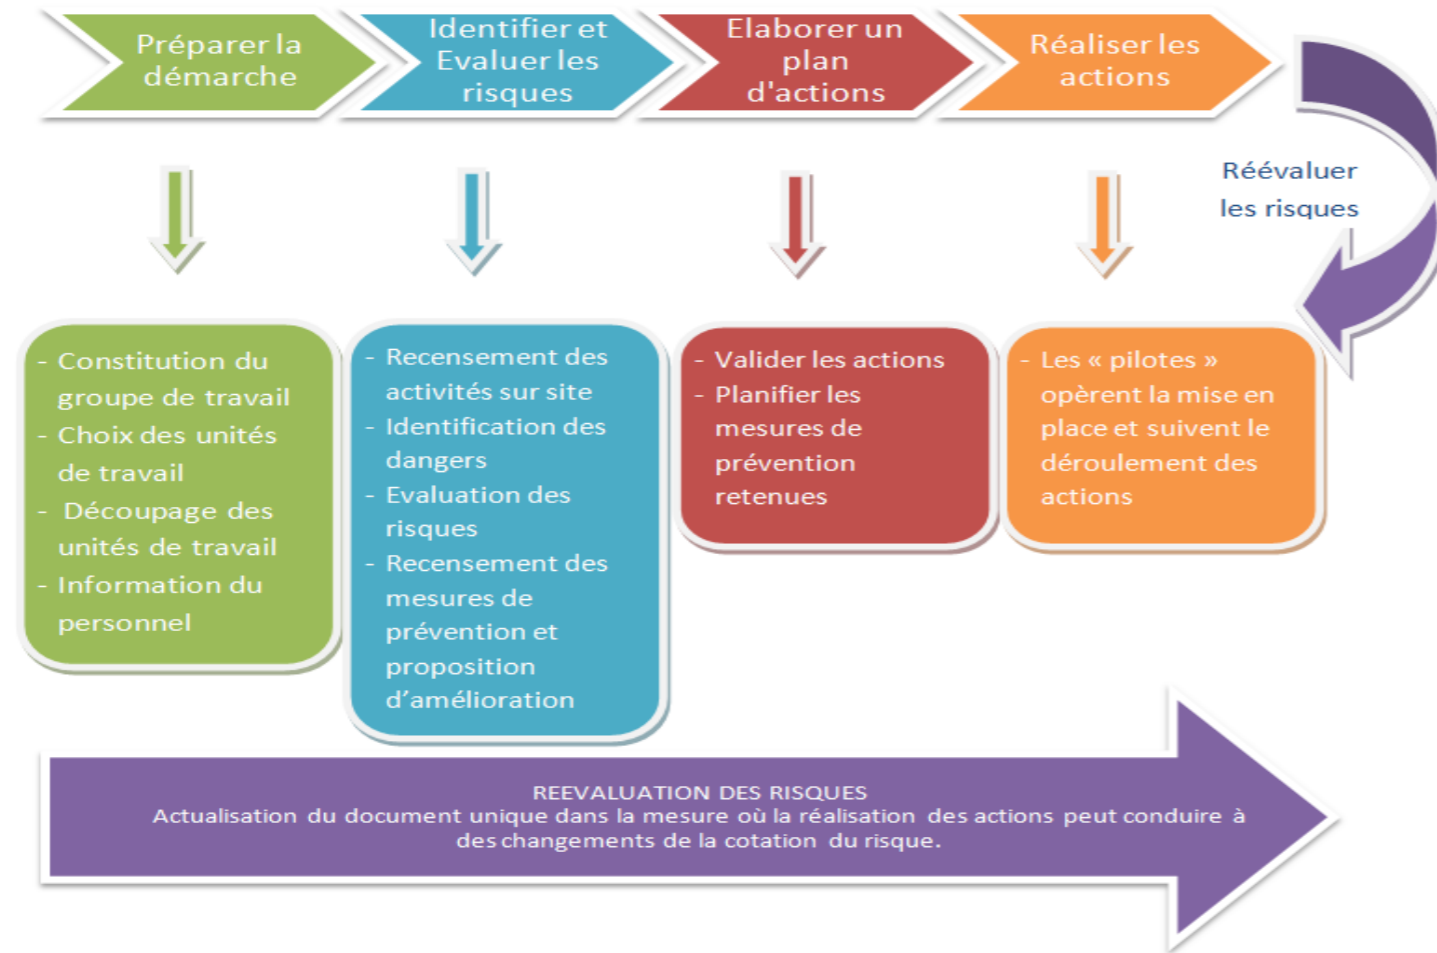 Préparer la
démarche
Identifier et
Evaluer les
risques
Elaborer un
plan
d'actions
Réaliser les
actions
Réévaluer
les risques
- Constitution du
groupe de travail
- Choix des unités
de travail
- Découpage des
unités de travail
- Information du
personnel
- Recensement des
activités sur site
- Identification des
dangers
- Evaluation des
risques
- Recensement des
mesures de
prévention et
proposition
d’amélioration
- Valider les actions
- Planifier les
mesures de
prévention
retenues
- Les « pilotes »
opèrent la mise en
place et suivent le
déroulement des
actions
REEVALUATION DES RISQUES
Actualisation du document unique dans la mesure où la réalisation des actions peut conduire à
des changements de la cotation du risque.